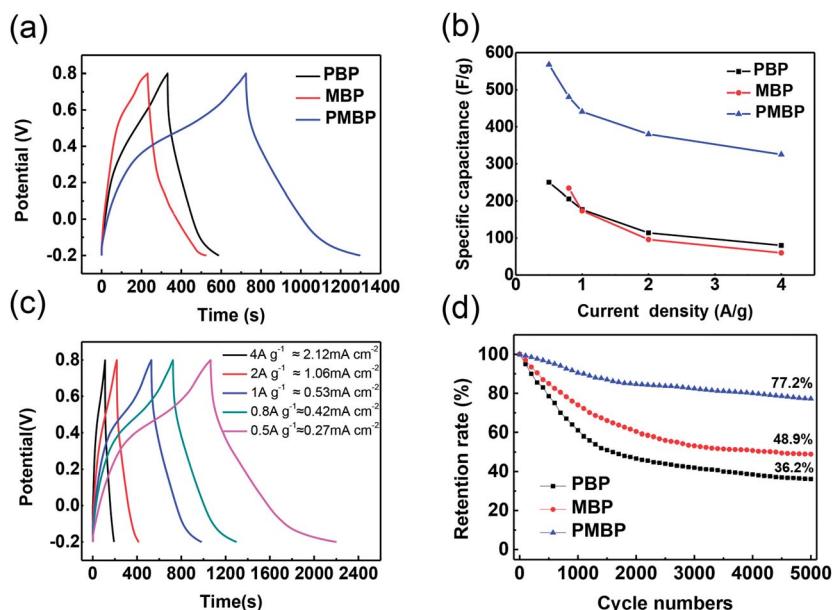 (a)
0.8
0.6
0.4
0.2
0.0
-0.2
Potential (V)
PBP
MBP
PMBP
0 200 400 600 800 1000 1200 1400
Time (s)
(b)
600
500
400
300
200
100
0
Specific capacitance (F/g)
PBP
MBP
PMBP
0 1 2 3 4
Current density (A/g)
(c)
0.8
0.6
0.4
0.2
0.0
-0.2
Potential(V)
4A g⁻¹ ≈ 2.12mA cm⁻²
2A g⁻¹ ≈ 1.06mA cm⁻²
1A g⁻¹ ≈ 0.53mA cm⁻²
0.8A g⁻¹≈0.42mA cm⁻²
0.5A g⁻¹≈0.27mA cm⁻²
0 400 800 1200 1600 2000 2400
Time(s)
(d)
100
80
60
40
20
0
Retention rate (%)
77.2%
48.9%
36.2%
PBP
MBP
PMBP
0 1000 2000 3000 4000 5000
Cycle numbers